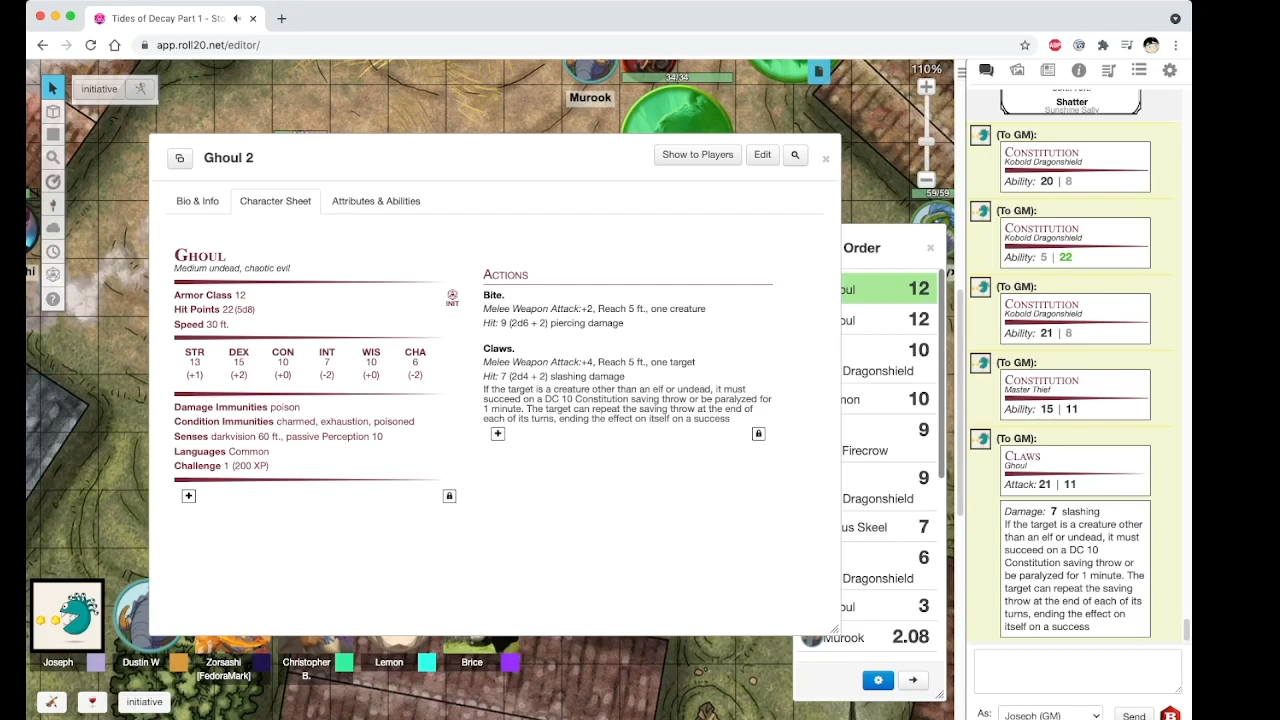 Tides of Decay Part 1 - Sto
app.roll20.net/editor/
ABP
initiative
34/34
110%
Murook
59/59
Ghoul 2
Show to Players
Edit
Bio & Info
Character Sheet
Attributes & Abilities
GHOUL
Medium undead, chaotic evil
Armor Class 12
Hit Points 22 (5d8)
Speed 30 ft.
INIT
STR DEX CON INT WIS CHA
13 15 10 7 10 6
(+1) (+2) (+0) (-2) (+0) (-2)
Damage Immunities poison
Condition Immunities charmed, exhaustion, poisoned
Senses darkvision 60 ft., passive Perception 10
Languages Common
Challenge 1 (200 XP)
ACTIONS
Bite.
Melee Weapon Attack:+2, Reach 5 ft., one creature
Hit: 9 (2d6 + 2) piercing damage
Claws.
Melee Weapon Attack:+4, Reach 5 ft., one target
Hit: 7 (2d4 + 2) slashing damage
If the target is a creature other than an elf or undead, it must
succeed on a DC 10 Constitution saving throw or be paralyzed for
1 minute. The target can repeat the saving throw at the end of
each of its turns, ending the effect on itself on a success
Order
oul 12
oul 12
10
Dragonshield
non 10
9
Firecrow
9
Dragonshield
us Skeel 7
6
Dragonshield
oul 3
Murook 2.08
Shatter
Sunshine Sally
(To GM):
CONSTITUTION
Kobold Dragonshield
Ability: 20 | 8
(To GM):
CONSTITUTION
Kobold Dragonshield
Ability: 5 | 22
(To GM):
CONSTITUTION
Kobold Dragonshield
Ability: 21 | 8
(To GM):
CONSTITUTION
Master Thief
Ability: 15 | 11
(To GM):
CLAWS
Ghoul
Attack: 21 | 11
Damage: 7 slashing
If the target is a creature other
than an elf or undead, it must
succeed on a DC 10
Constitution saving throw or
be paralyzed for 1 minute. The
target can repeat the saving
throw at the end of each of its
turns, ending the effect on
itself on a success
Joseph
Dustin W
Zorsashi
[FedoraMark]
Christopher
B.
Lemon
Brice
initiative
As:
Joseph (GM)
Send